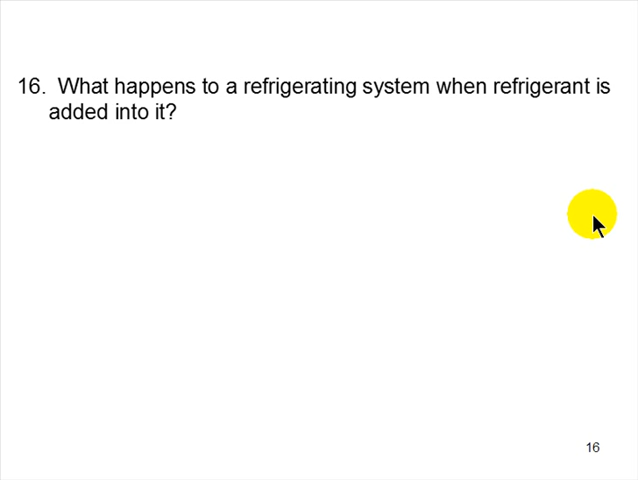 16. What happens to a refrigerating system when refrigerant is
added into it?
16